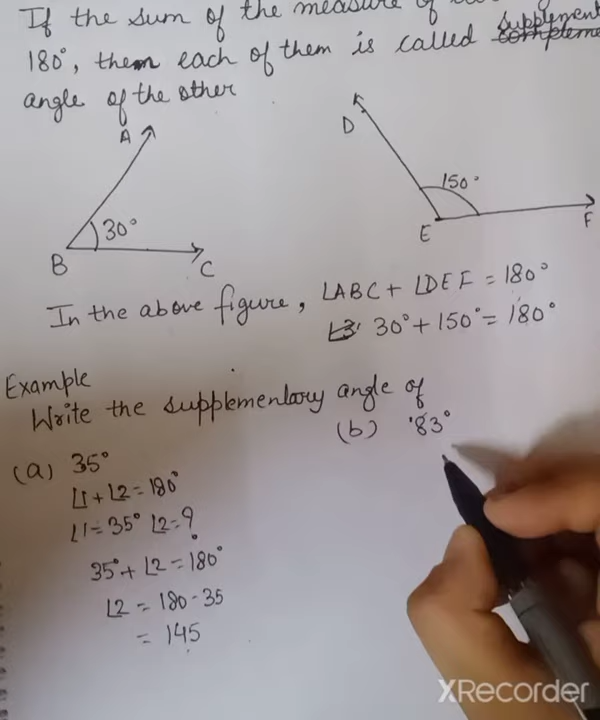 If the sum of the measure of
180°, them each of them is called supplement
angle of the other
A
D
30°
150°
B
C
E
F
In the above figure, ∠ABC + ∠DEF = 180°
30° + 150° = 180°
Example
Write the supplementary angle of
(a) 35°
(b) 83°
∠1 + ∠2 = 180°
∠1 = 35° ∠2 = ?
35° + ∠2 = 180°
∠2 = 180 - 35
= 145
XRecorder